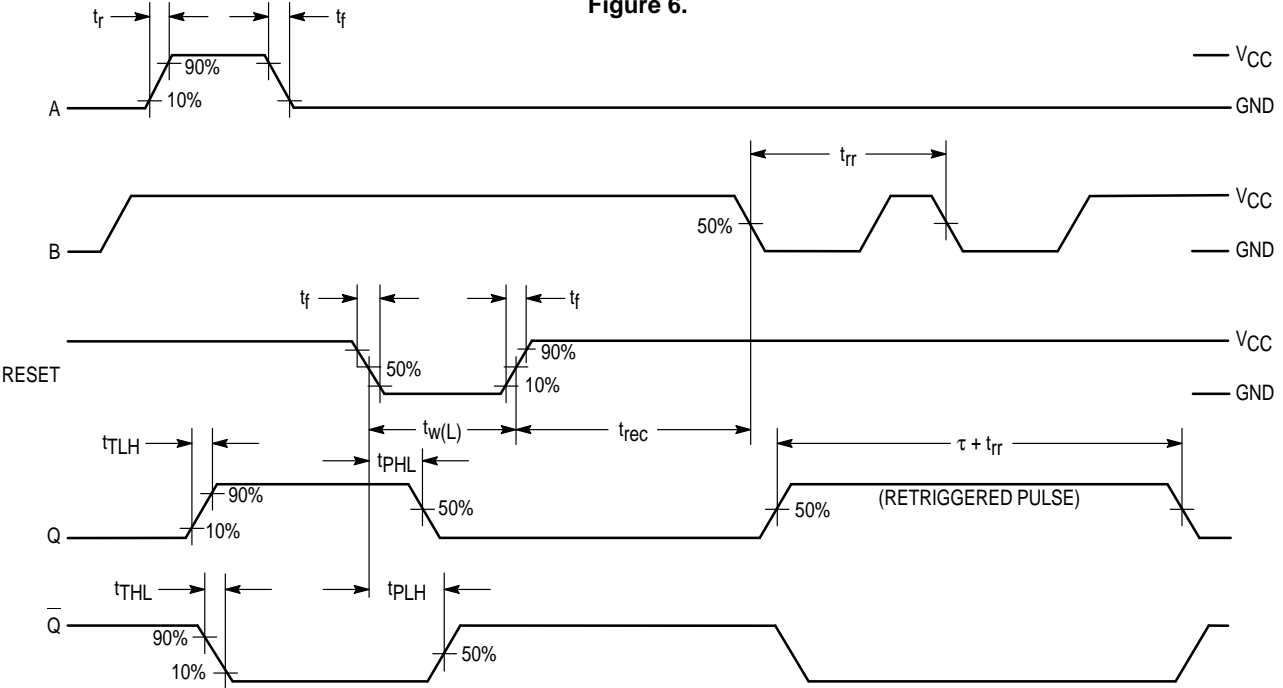 Figure 6.
tr tf
90%
10%
A
VCC
GND
trr
50%
B
VCC
GND
tf tf
50%
90%
10%
RESET
VCC
GND
tw(L) trec
tTLH
tPHL
τ + trr
90%
10%
50%
50%
(RETRIGGERED PULSE)
Q
tTHL
tPLH
Q̅
90%
10%
50%